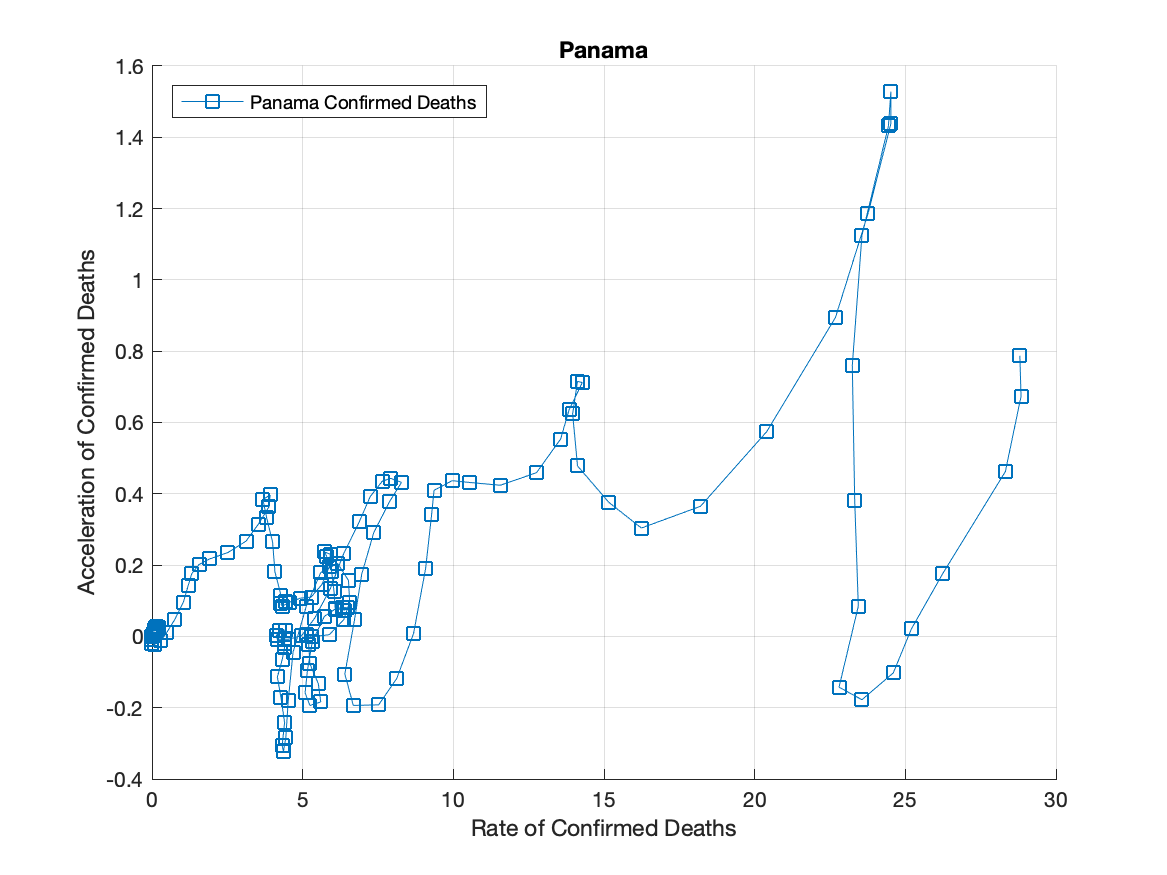 Panama
Panama Confirmed Deaths
1.6
1.4
1.2
1
0.8
0.6
0.4
0.2
0
-0.2
-0.4
Acceleration of Confirmed Deaths
0 5 10 15 20 25 30
Rate of Confirmed Deaths